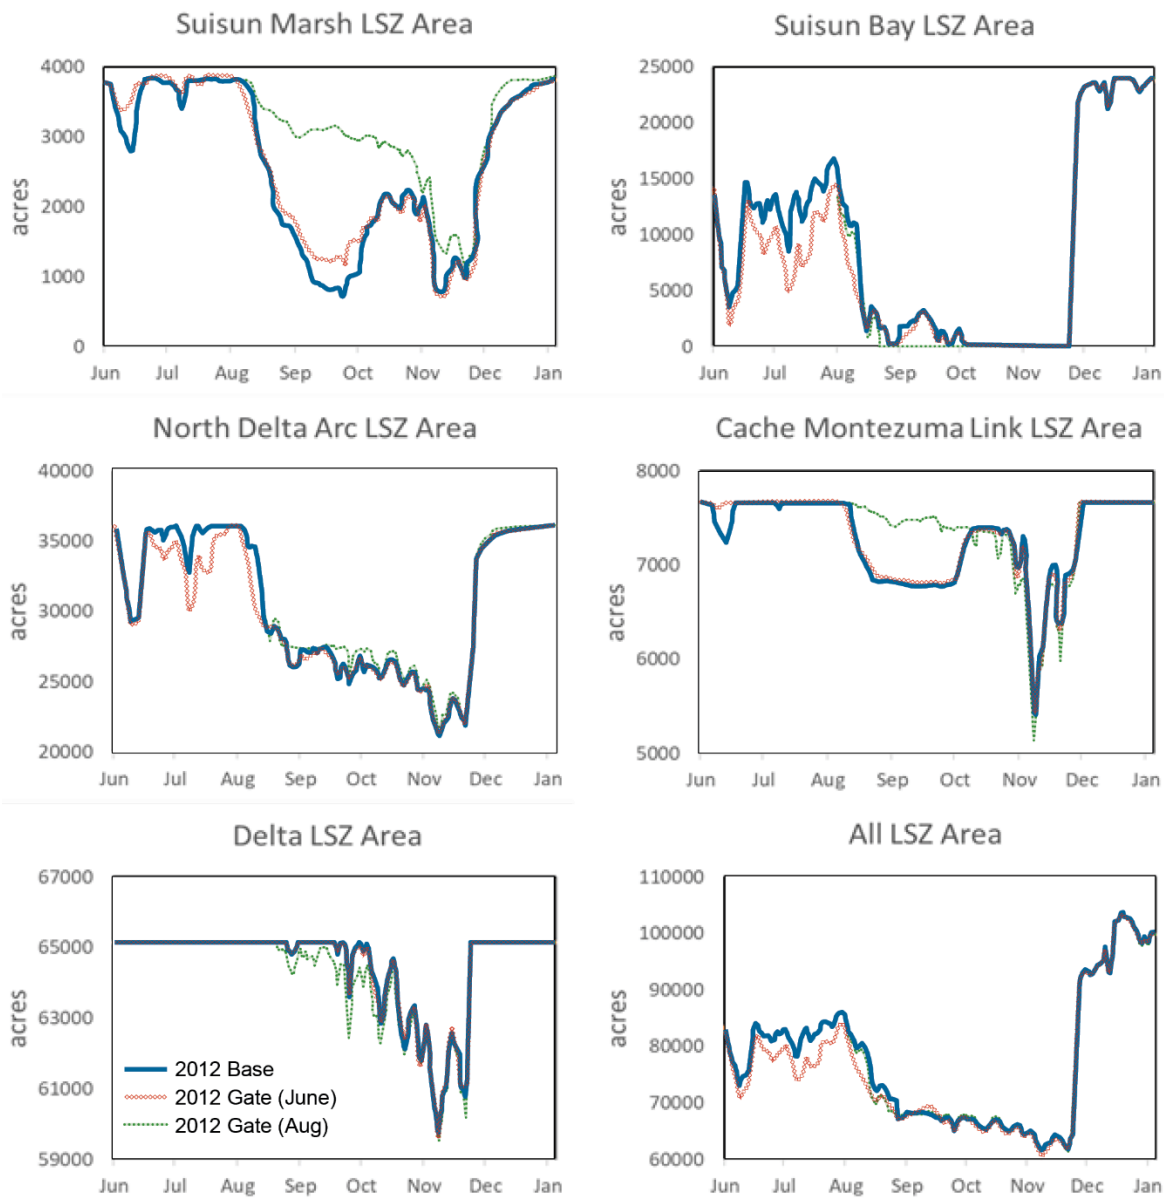 Suisun Marsh LSZ Area
4000
3000
2000
1000
0
acres
Jun Jul Aug Sep Oct Nov Dec Jan
Suisun Bay LSZ Area
25000
20000
15000
10000
5000
0
acres
Jun Jul Aug Sep Oct Nov Dec Jan
North Delta Arc LSZ Area
40000
35000
30000
25000
20000
acres
Jun Jul Aug Sep Oct Nov Dec Jan
Cache Montezuma Link LSZ Area
8000
7000
6000
5000
acres
Jun Jul Aug Sep Oct Nov Dec Jan
Delta LSZ Area
67000
65000
63000
61000
59000
acres
2012 Base
2012 Gate (June)
2012 Gate (Aug)
Jun Jul Aug Sep Oct Nov Dec Jan
All LSZ Area
110000
100000
90000
80000
70000
60000
acres
Jun Jul Aug Sep Oct Nov Dec Jan